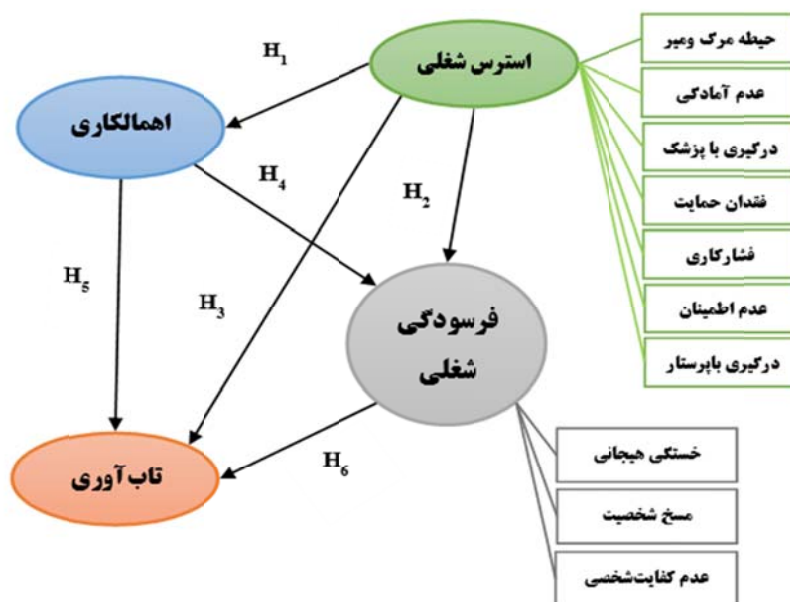 استرس شغلی
حیطه مرگ ومیر
عدم آمادگی
درگیری با پزشک
فقدان حمایت
فشارکاری
عدم اطمینان
درگیری باپرستار
H1
اهمالکاری
H4
H2
H5
H3
فرسودگی
شغلی
H6
تاب آوری
خستگی هیجانی
مسخ شخصیت
عدم کفایت‌شخصی